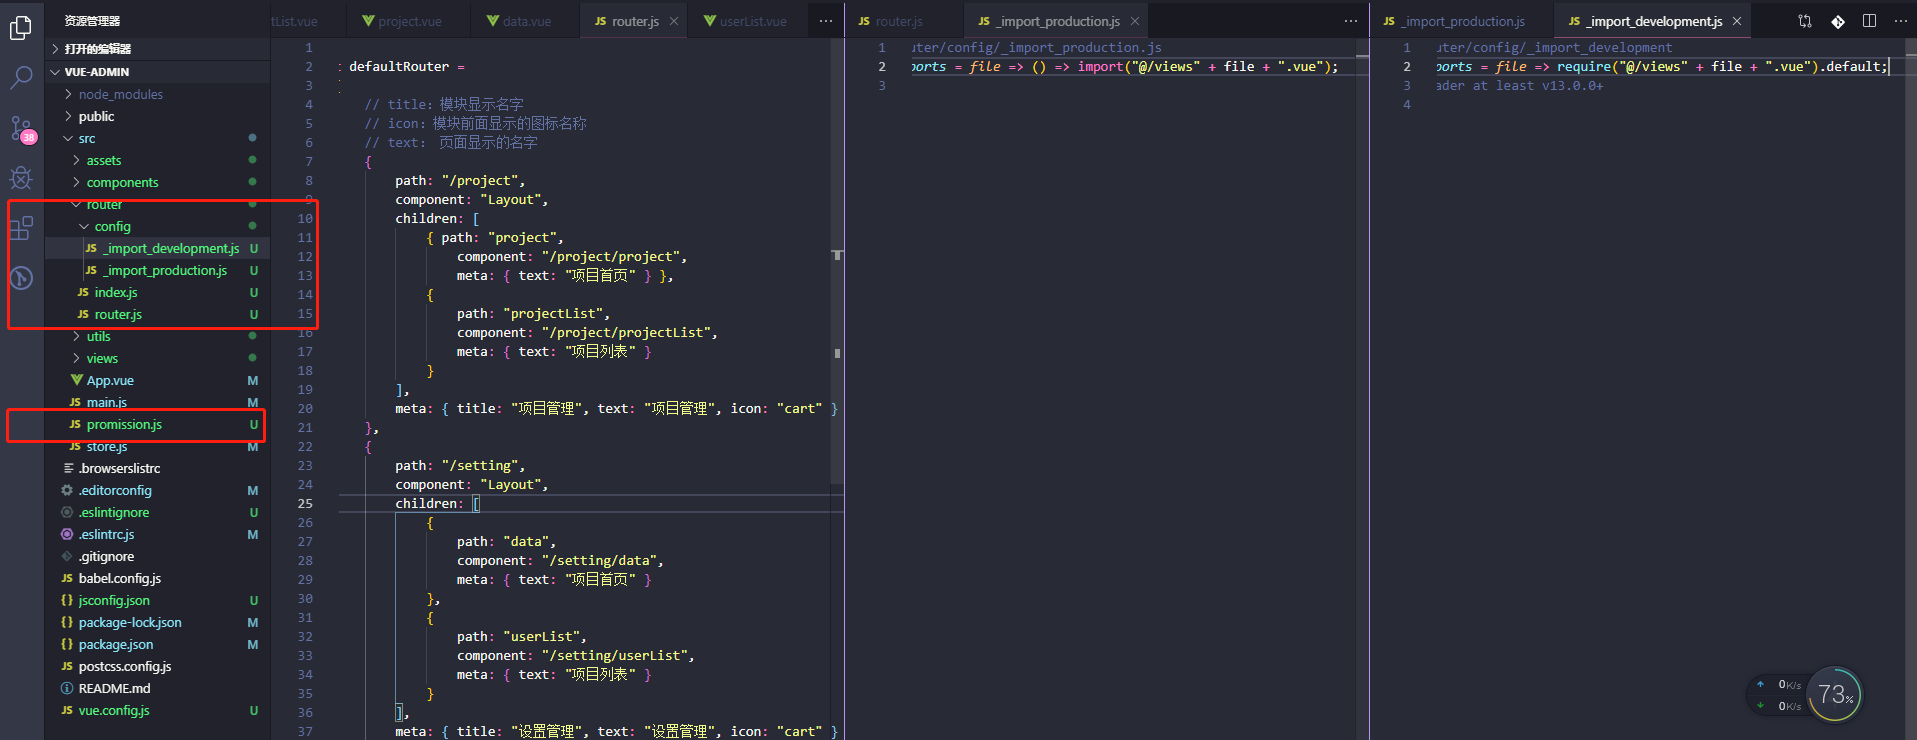 资源管理器
打开的编辑器
VUE-ADMIN
node_modules
public
src
assets
components
router
config
JS _import_development.js U
JS _import_production.js U
JS index.js U
JS router.js U
utils
views
App.vue M
JS main.js M
JS promission.js U
JS store.js M
.browserslistrc
.editorconfig M
.eslintignore U
.eslintrc.js M
.gitignore
JS babel.config.js
{} jsconfig.json U
{} package-lock.json M
{} package.json M
JS postcss.config.js
README.md
JS vue.config.js U
38
tList.vue project.vue data.vue JS router.js × userList.vue ···
1
2 defaultRouter =
3
4 // title: 模块显示名字
5 // icon: 模块前面显示的图标名称
6 // text: 页面显示的名字
7 {
8 path: "/project",
9 component: "Layout",
10 children: [
11 { path: "project",
12 component: "/project/project",
13 meta: { text: "项目首页" } },
14 {
15 path: "projectList",
16 component: "/project/projectList",
17 meta: { text: "项目列表" }
18 }
19 ],
20 meta: { title: "项目管理", text: "项目管理", icon: "cart" }
21 },
22 {
23 path: "/setting",
24 component: "Layout",
25 children: [
26 {
27 path: "data",
28 component: "/setting/data",
29 meta: { text: "项目首页" }
30 },
31 {
32 path: "userList",
33 component: "/setting/userList",
34 meta: { text: "项目列表" }
35 }
36 ],
37 meta: { title: "设置管理", text: "设置管理", icon: "cart" }
JS router.js JS _import_production.js × ···
1 uter/config/_import_production.js
2 ports = file => () => import("@/views" + file + ".vue");
3
JS _import_production.js JS _import_development.js × ···
1 uter/config/_import_development
2 ports = file => require("@/views" + file + ".vue").default;
3 ader at least v13.0.0+
4
0K/s
0K/s
73%